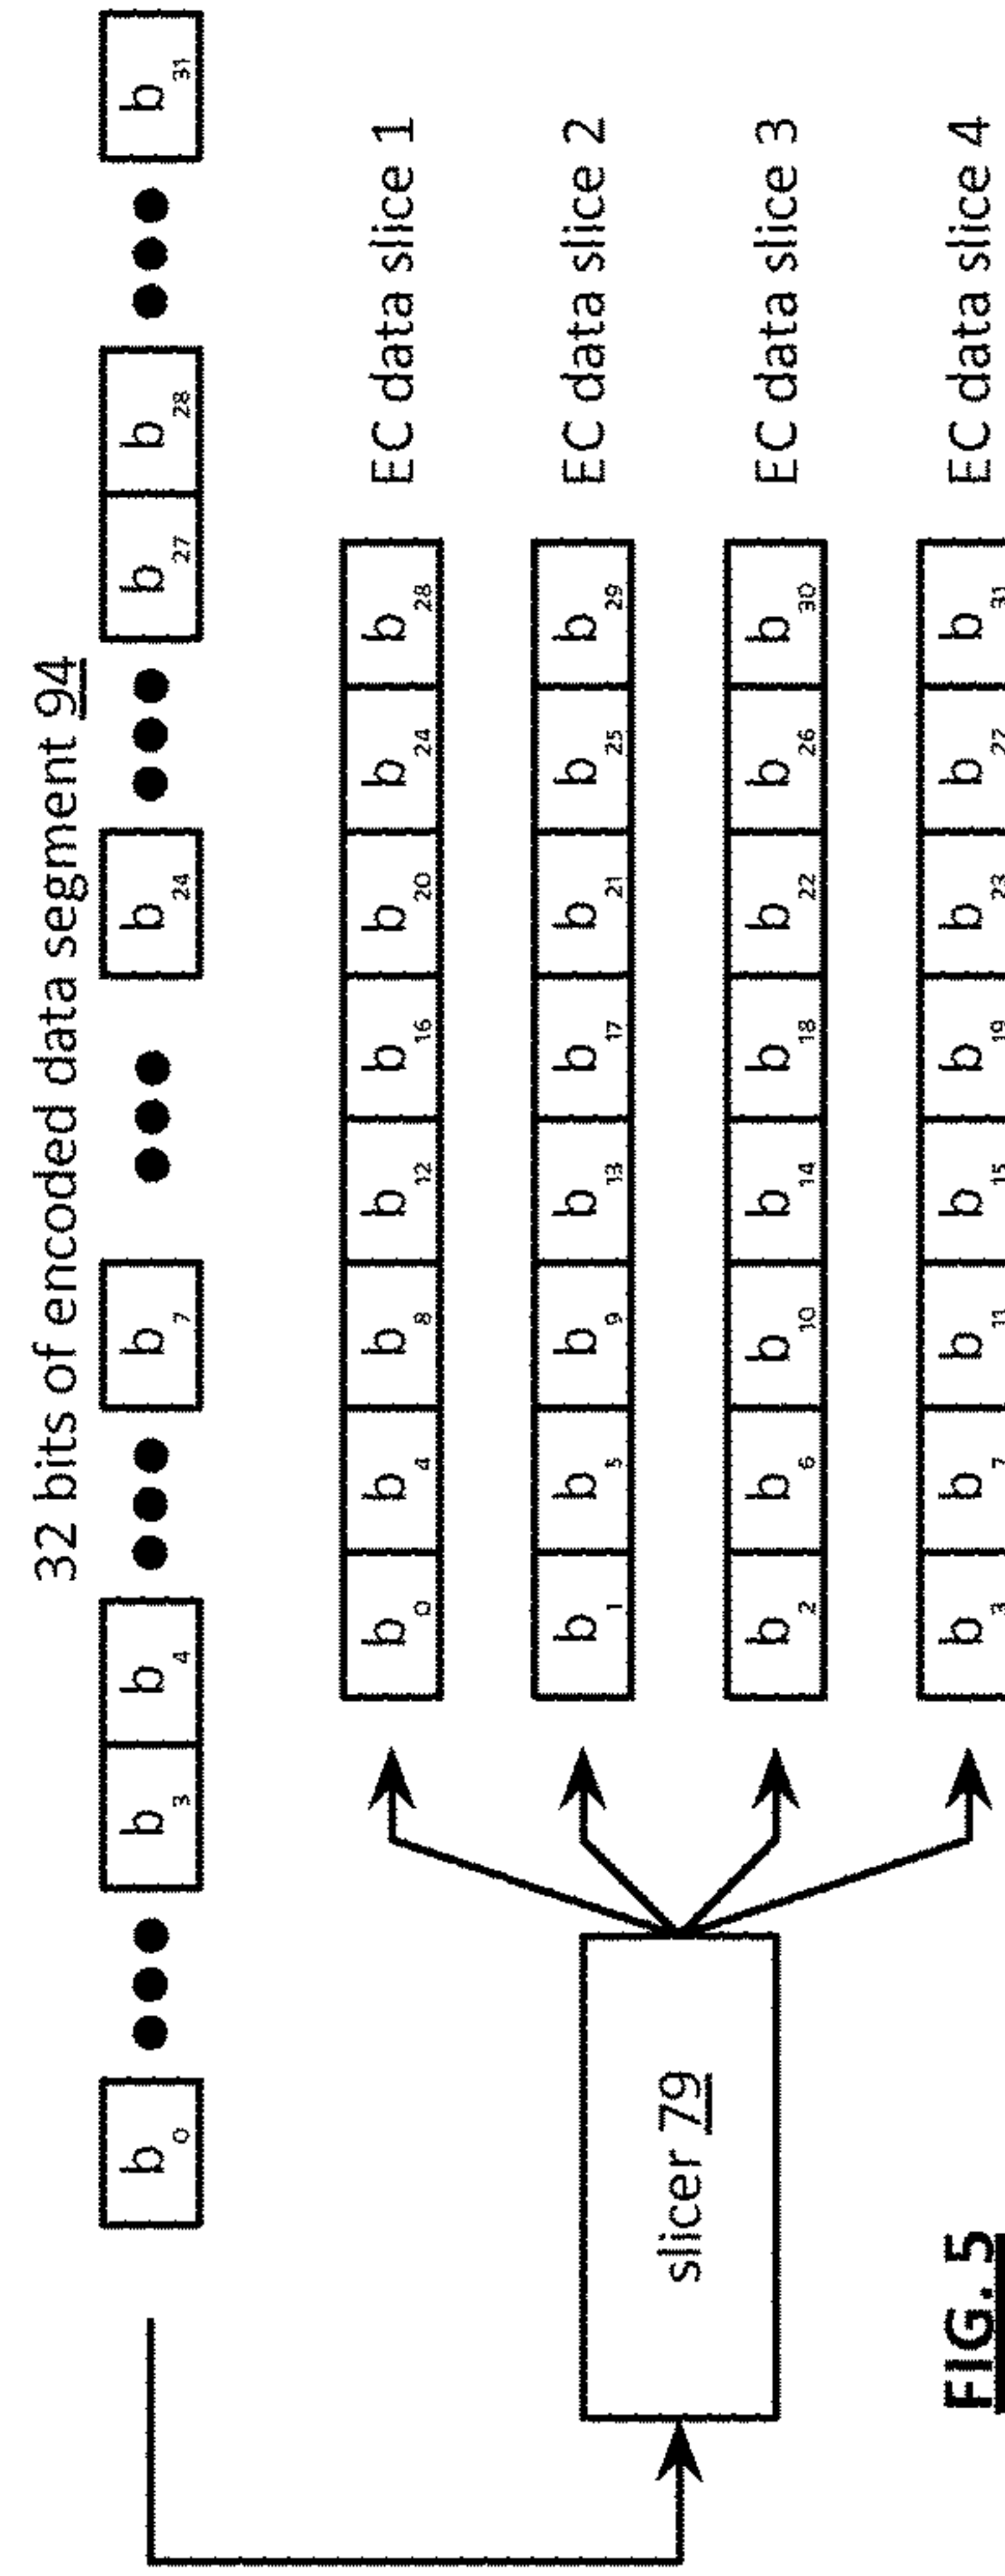 32 bits of encoded data segment 94
b0 ●●● b3 b4 ●●● b7 ●●● b24 ●●● b27 b28 ●●● b31
b0 b4 b8 b12 b16 b20 b24 b28 EC data slice 1
b1 b5 b9 b13 b17 b21 b25 b29 EC data slice 2
slicer 79
b2 b6 b10 b14 b18 b22 b26 b30 EC data slice 3
b3 b7 b11 b15 b19 b23 b27 b31 EC data slice 4
FIG. 5